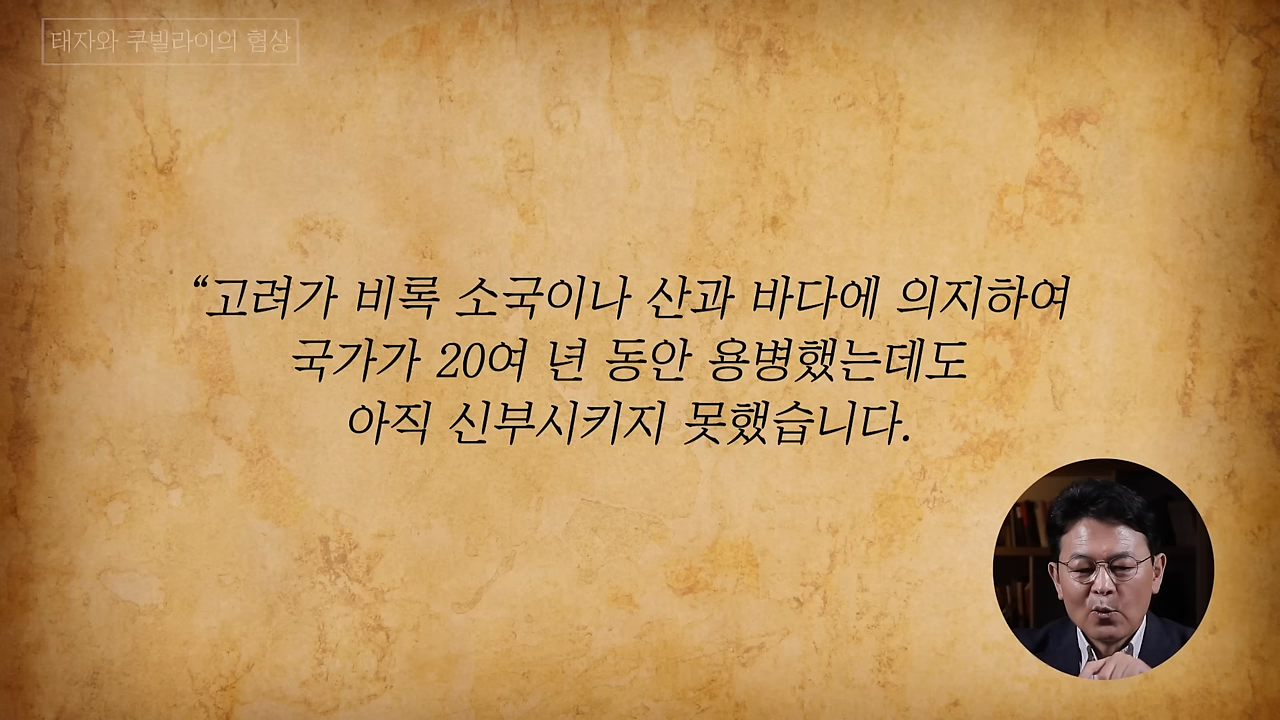 태자와 쿠빌라이의 협상
“고려가 비록 소국이나 산과 바다에 의지하여
국가가 20여 년 동안 용병했는데도
아직 신부시키지 못했습니다.